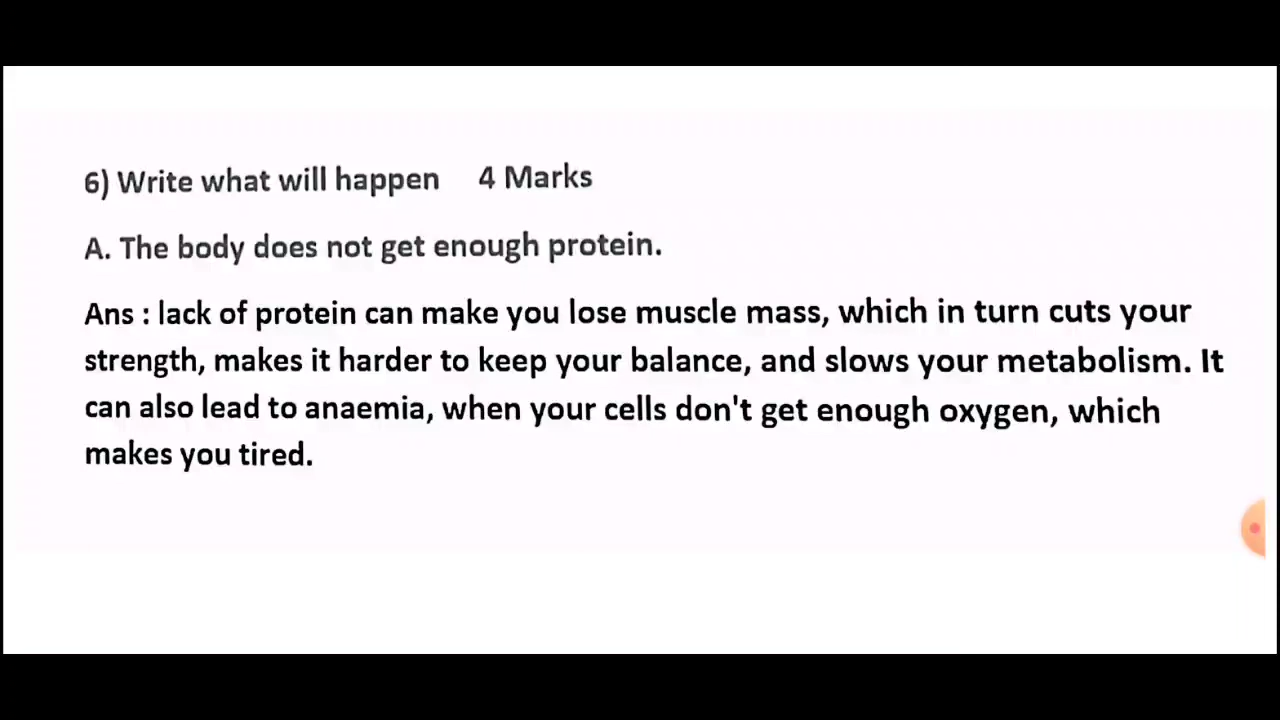 6) Write what will happen 4 Marks
A. The body does not get enough protein.
Ans : lack of protein can make you lose muscle mass, which in turn cuts your
strength, makes it harder to keep your balance, and slows your metabolism. It
can also lead to anaemia, when your cells don't get enough oxygen, which
makes you tired.